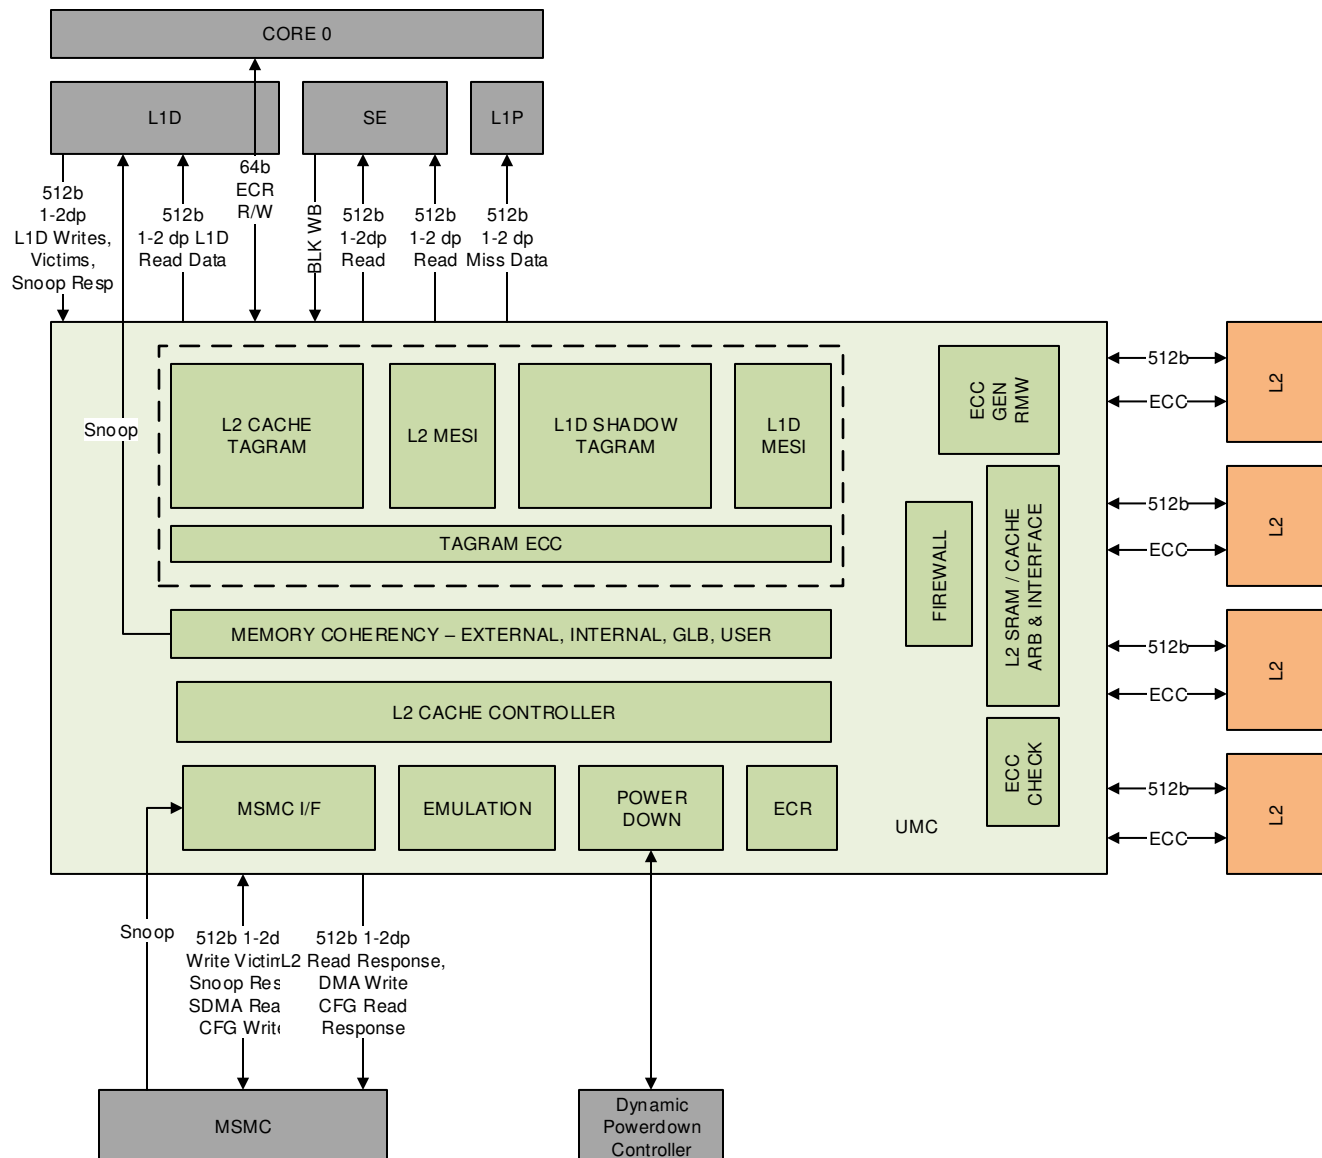 CORE 0
L1D
SE
L1P
512b
1-2dp
L1D Writes,
Victims,
Snoop Resp
512b
1-2 dp L1D
Read Data
64b
ECR
R/W
BLK WB
512b
1-2dp
Read
512b
1-2 dp
Read
512b
1-2 dp
Miss Data
Snoop
L2 CACHE
TAGRAM
L2 MESI
L1D SHADOW
TAGRAM
L1D
MESI
TAGRAM ECC
MEMORY COHERENCY – EXTERNAL, INTERNAL, GLB, USER
L2 CACHE CONTROLLER
MSMC I/F
EMULATION
POWER
DOWN
ECR
UMC
ECC
GEN
RMW
FIREWALL
L2 SRAM / CACHE
ARB & INTERFACE
ECC
CHECK
512b
ECC
L2
512b
ECC
L2
512b
ECC
L2
512b
ECC
L2
Snoop
512b 1-2d
Write Victim
Snoop Res
SDMA Rea
CFG Write
512b 1-2dp
L2 Read Response,
DMA Write
CFG Read
Response
MSMC
Dynamic
Powerdown
Controller